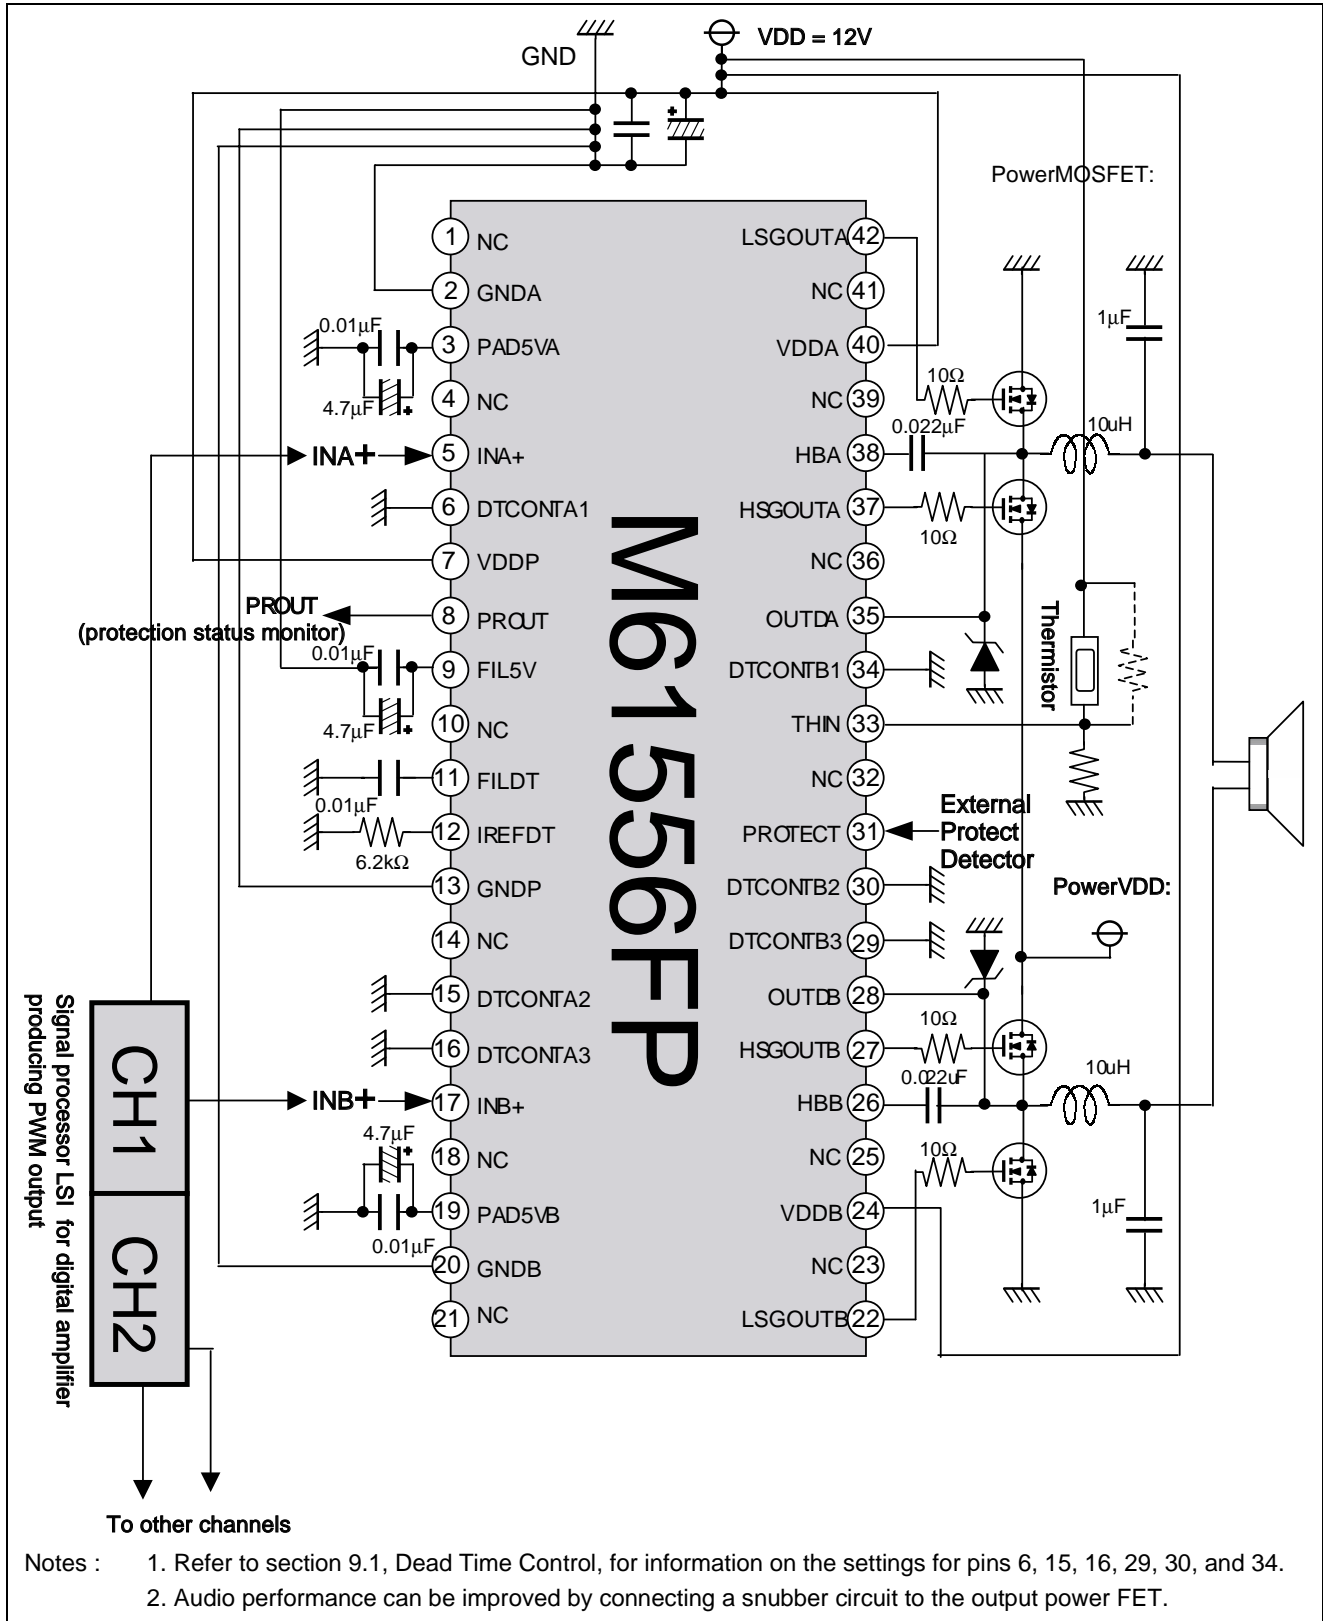 GND
VDD = 12V
PowerMOSFET:
1 NC
2 GNDA
0.01µF
3 PAD5VA
4.7µF
4 NC
INA+
5 INA+
6 DTCONTA1
7 VDDP
PROUT
(protection status monitor)
8 PROUT
0.01µF
9 FIL5V
4.7µF
10 NC
11 FILDT
0.01µF
12 IREFDT
6.2kΩ
13 GNDP
14 NC
15 DTCONTA2
16 DTCONTA3
INB+
17 INB+
4.7µF
18 NC
19 PAD5VB
0.01µF
20 GNDB
21 NC
M61556FP
LSGOUTA 42
NC 41
1µF
VDDA 40
10Ω
NC 39
0.022µF
10uH
HBA 38
HSGOUTA 37
10Ω
NC 36
OUTDA 35
Thermistor
DTCONTB1 34
THIN 33
NC 32
PROTECT 31
External
Protect
Detector
DTCONTB2 30
PowerVDD:
DTCONTB3 29
OUTDB 28
10Ω
HSGOUTB 27
0.022uF
10uH
HBB 26
10Ω
NC 25
VDDB 24
1µF
NC 23
LSGOUTB 22
Signal processor LSI for digital amplifier
producing PWM output
CH1
CH2
To other channels
Notes : 1. Refer to section 9.1, Dead Time Control, for information on the settings for pins 6, 15, 16, 29, 30, and 34.
2. Audio performance can be improved by connecting a snubber circuit to the output power FET.